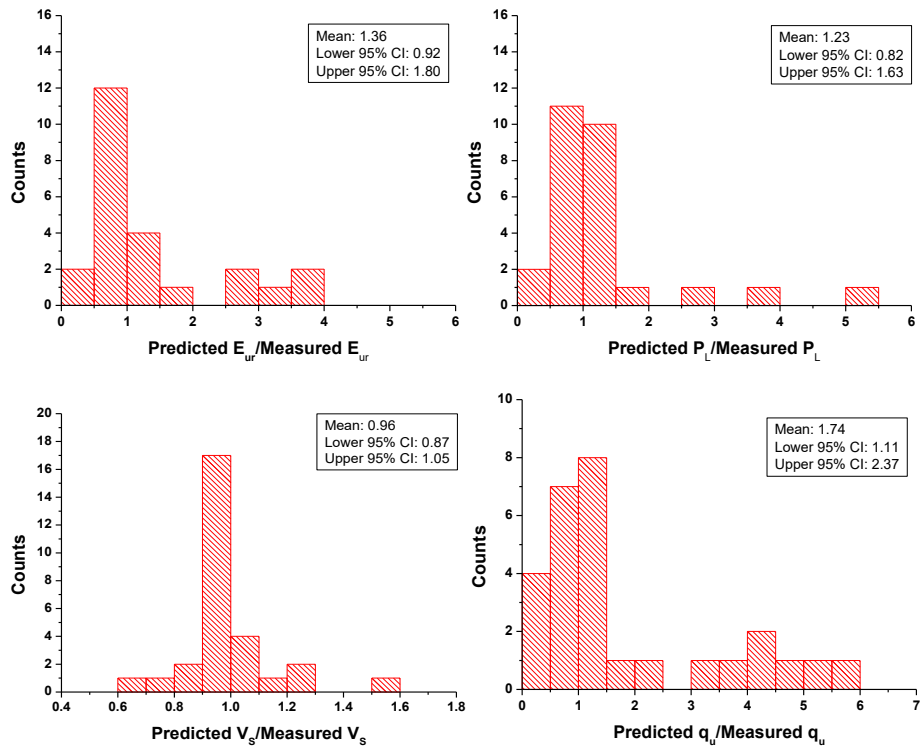 16
14
12
10
8
6
4
2
0
Counts
Mean: 1.36
Lower 95% CI: 0.92
Upper 95% CI: 1.80
0 1 2 3 4 5 6
Predicted E_ur/Measured E_ur
16
14
12
10
8
6
4
2
0
Counts
Mean: 1.23
Lower 95% CI: 0.82
Upper 95% CI: 1.63
0 1 2 3 4 5 6
Predicted P_L/Measured P_L
20
18
16
14
12
10
8
6
4
2
0
Counts
Mean: 0.96
Lower 95% CI: 0.87
Upper 95% CI: 1.05
0.4 0.6 0.8 1.0 1.2 1.4 1.6 1.8
Predicted V_S/Measured V_S
10
8
6
4
2
0
Counts
Mean: 1.74
Lower 95% CI: 1.11
Upper 95% CI: 2.37
0 1 2 3 4 5 6 7
Predicted q_u/Measured q_u